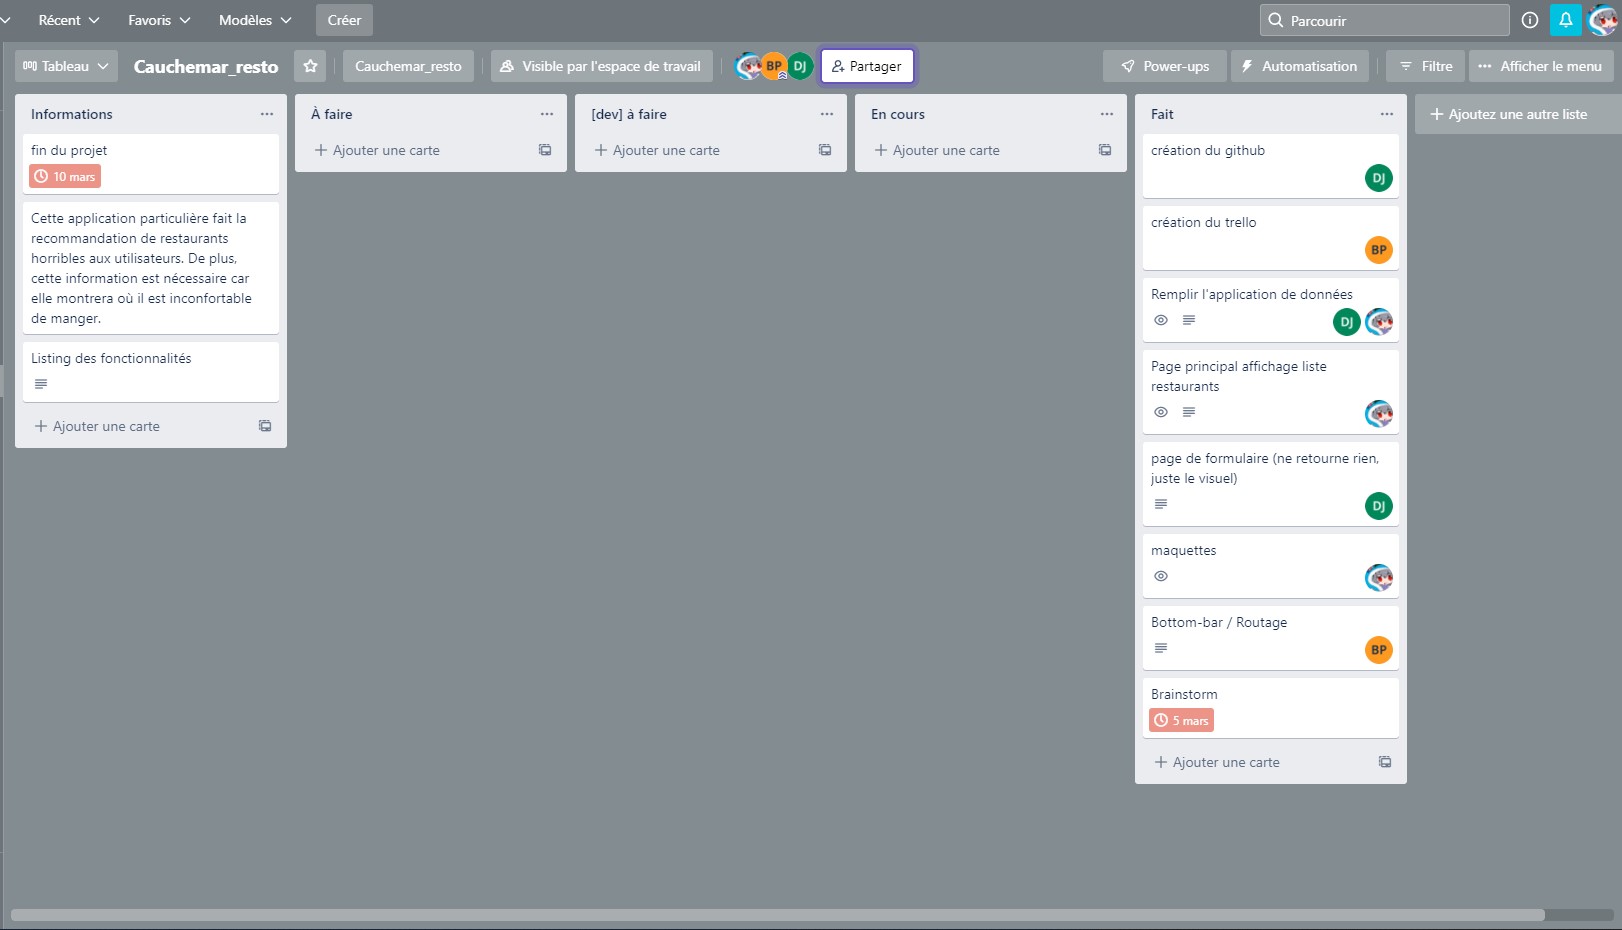 Récent
Favoris
Modèles
Créer
Parcourir
Tableau
Cauchemar_resto
Cauchemar_resto
Visible par l'espace de travail
BP
DJ
Partager
Power-ups
Automatisation
Filtre
Afficher le menu
Informations
fin du projet
10 mars
Cette application particulière fait la
recommandation de restaurants
horribles aux utilisateurs. De plus,
cette information est nécessaire car
elle montrera où il est inconfortable
de manger.
Listing des fonctionnalités
Ajouter une carte
À faire
Ajouter une carte
[dev] à faire
Ajouter une carte
En cours
Ajouter une carte
Fait
création du github
DJ
création du trello
BP
Remplir l'application de données
DJ
Page principal affichage liste
restaurants
page de formulaire (ne retourne rien,
juste le visuel)
DJ
maquettes
Bottom-bar / Routage
BP
Brainstorm
5 mars
Ajouter une carte
Ajoutez une autre liste